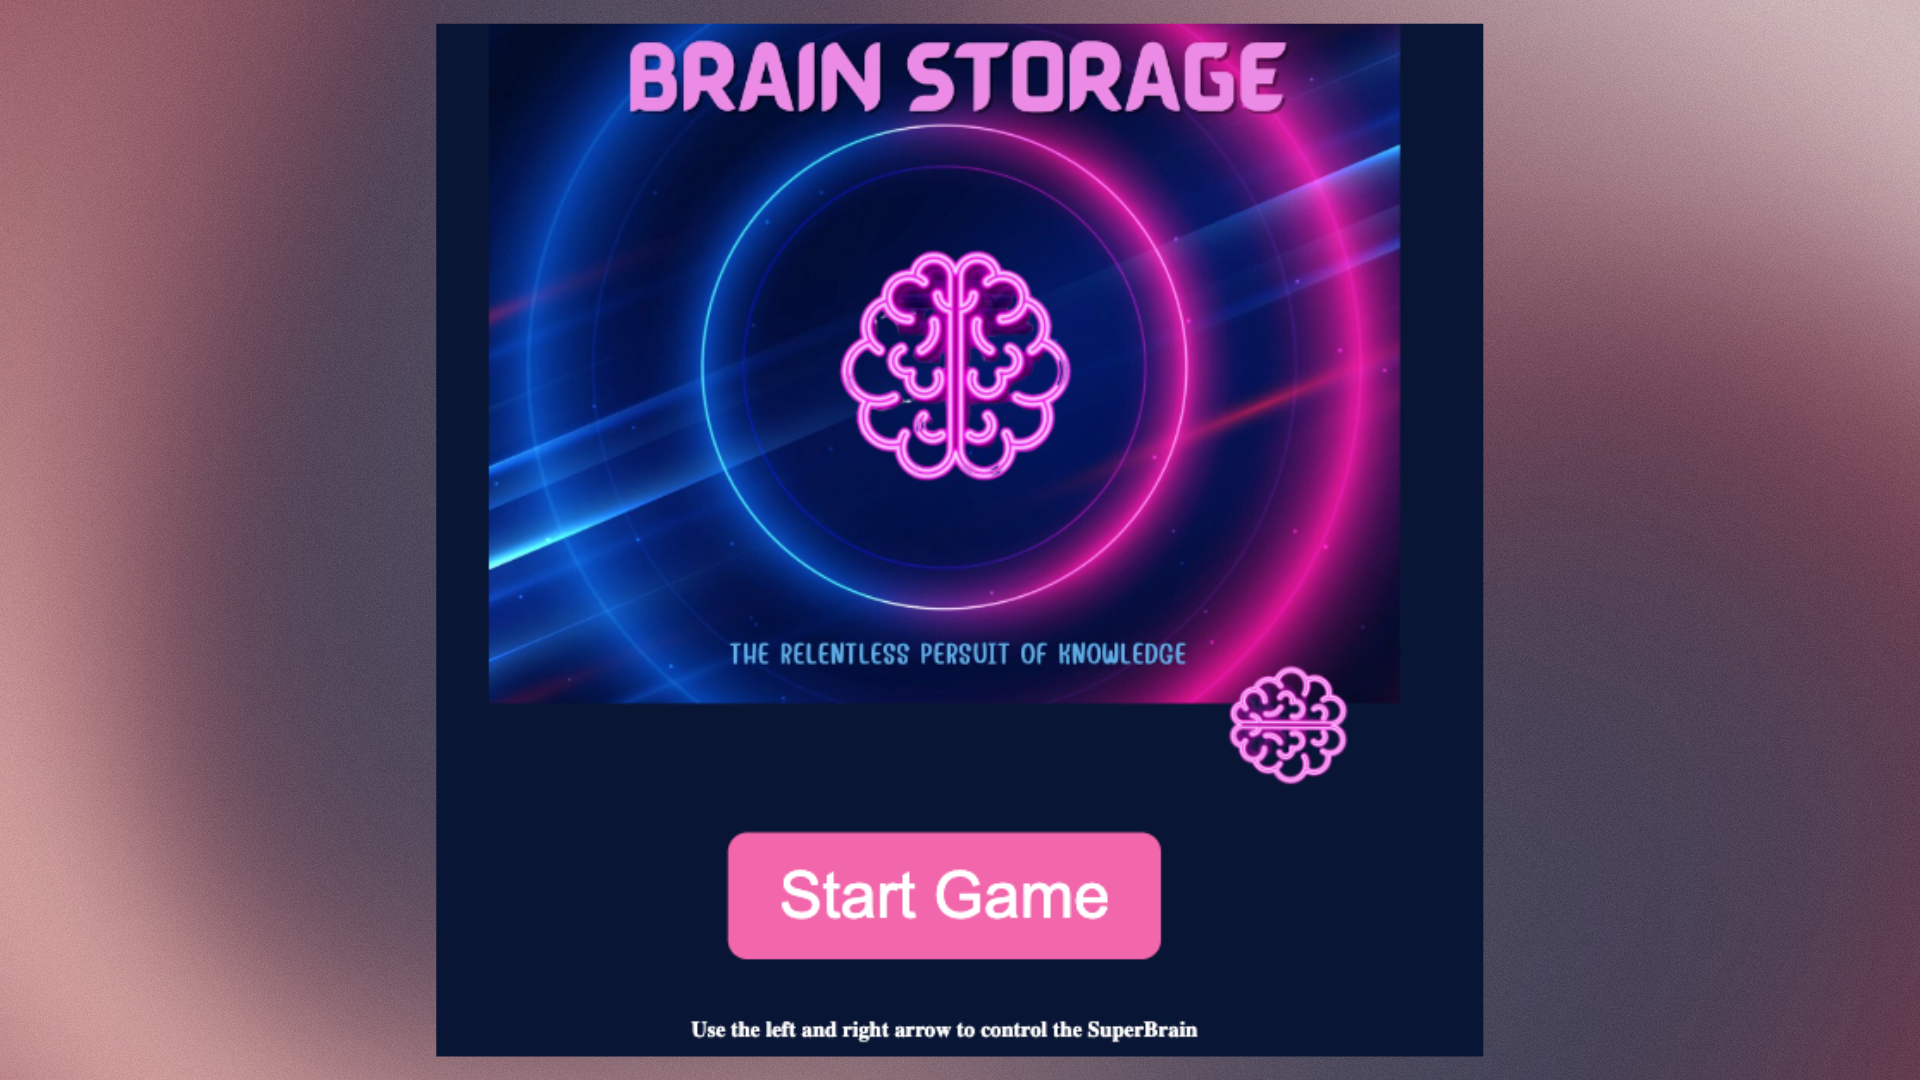 BRAIN STORAGE
THE RELENTLESS PERSUIT OF KNOWLEDGE
Start Game
Use the left and right arrow to control the SuperBrain